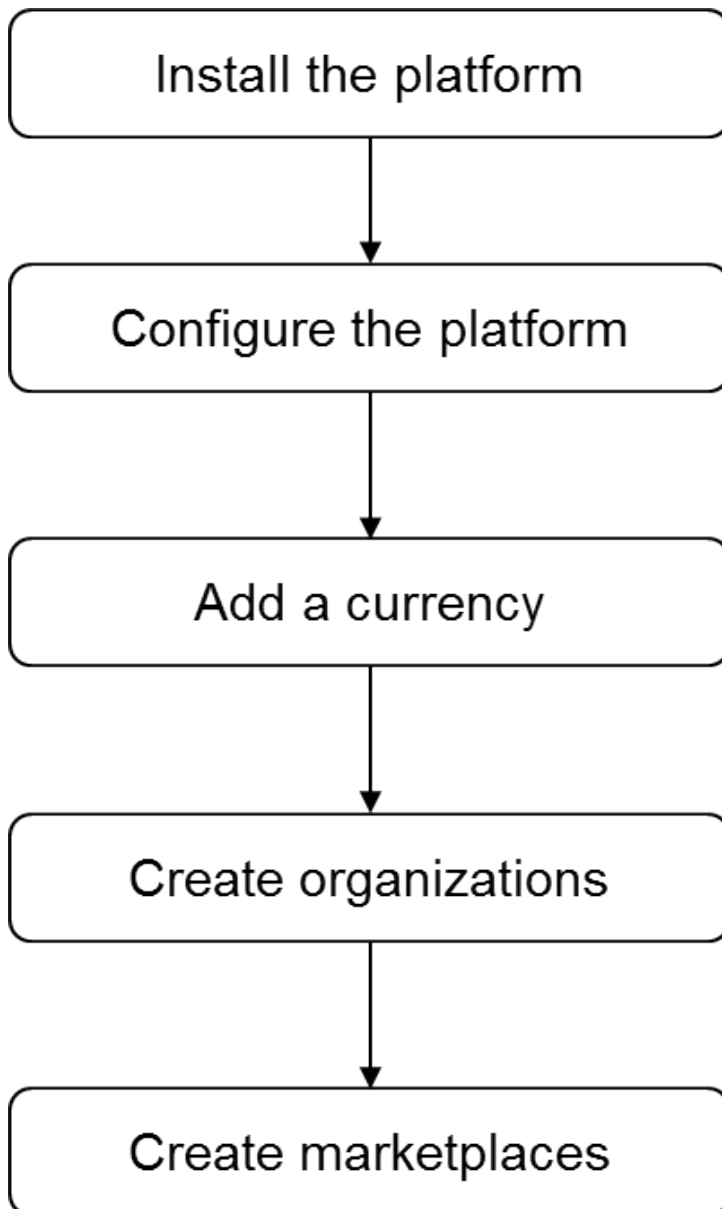 Install the platform
Configure the platform
Add a currency
Create organizations
Create marketplaces